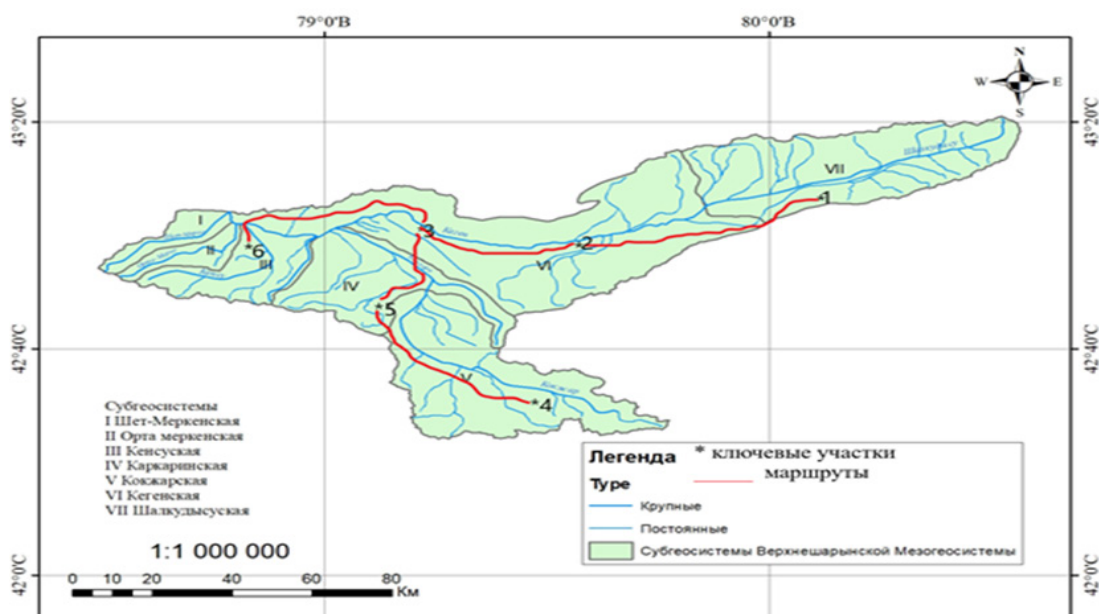 79°0'В 80°0'В
N
W E
S
43°20'С 43°20'С
VII
I
1
3
*2
*6
II
III
VI
IV
*5
42°40'С 42°40'С
V
*4
Субгеосистемы
I Шет-Меркенская
II Орта меркенская
III Кенсуская
IV Каркаринская
V Кокжарская
VI Кегенская
VII Шалкудысуская
Легенда
* ключевые участки
маршруты
Type
Крупные
Постоянные
Субгеосистемы Верхнешарынской Мезогеосистемы
1:1 000 000
0 10 20 40 60 80
Км
42°0'С 42°0'С